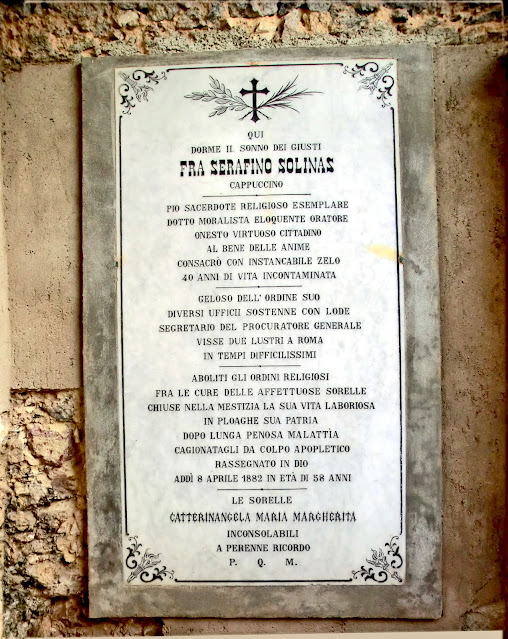 QUI
DORME IL SONNO DEI GIUSTI
FRA SERAFINO SOLINAS
CAPPUCCINO
PIO SACERDOTE RELIGIOSO ESEMPLARE
DOTTO MORALISTA ELOQUENTE ORATORE
ONESTO VIRTUOSO CITTADINO
AL BENE DELLE ANIME
CONSACRÒ CON INSTANCABILE ZELO
40 ANNI DI VITA INCONTAMINATA
GELOSO DELL' ORDINE SUO
DIVERSI UFFICII SOSTENNE CON LODE
SEGRETARIO DEL PROCURATORE GENERALE
VISSE DUE LUSTRI A ROMA
IN TEMPI DIFFICILISSIMI
ABOLITI GLI ORDINI RELIGIOSI
FRA LE CURE DELLE AFFETTUOSE SORELLE
CHIUSE NELLA MESTIZIA LA SUA VITA LABORIOSA
IN PLOAGHE SUA PATRIA
DOPO LUNGA PENOSA MALATTÌA
CAGIONATAGLI DA COLPO APOPLETICO
RASSEGNATO IN DIO
ADDÌ 8 APRILE 1882 IN ETÀ DI 58 ANNI
LE SORELLE
CATTERINANGELA MARIA MARGHERITA
INCONSOLABILI
A PERENNE RICORDO
P. Q. M.